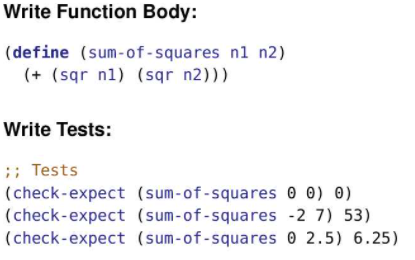 Write Function Body:
(define (sum-of-squares n1 n2)
  (+ (sqr n1) (sqr n2)))
Write Tests:
;; Tests
(check-expect (sum-of-squares 0 0) 0)
(check-expect (sum-of-squares -2 7) 53)
(check-expect (sum-of-squares 0 2.5) 6.25)